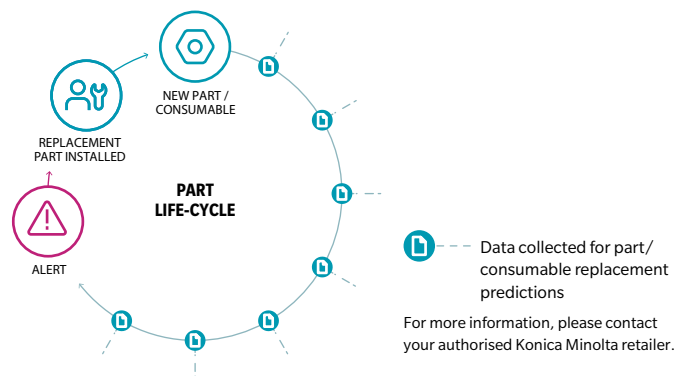 NEW PART /
CONSUMABLE
REPLACEMENT
PART INSTALLED
PART
LIFE-CYCLE
ALERT
Data collected for part/
consumable replacement
predictions
For more information, please contact
your authorised Konica Minolta retailer.